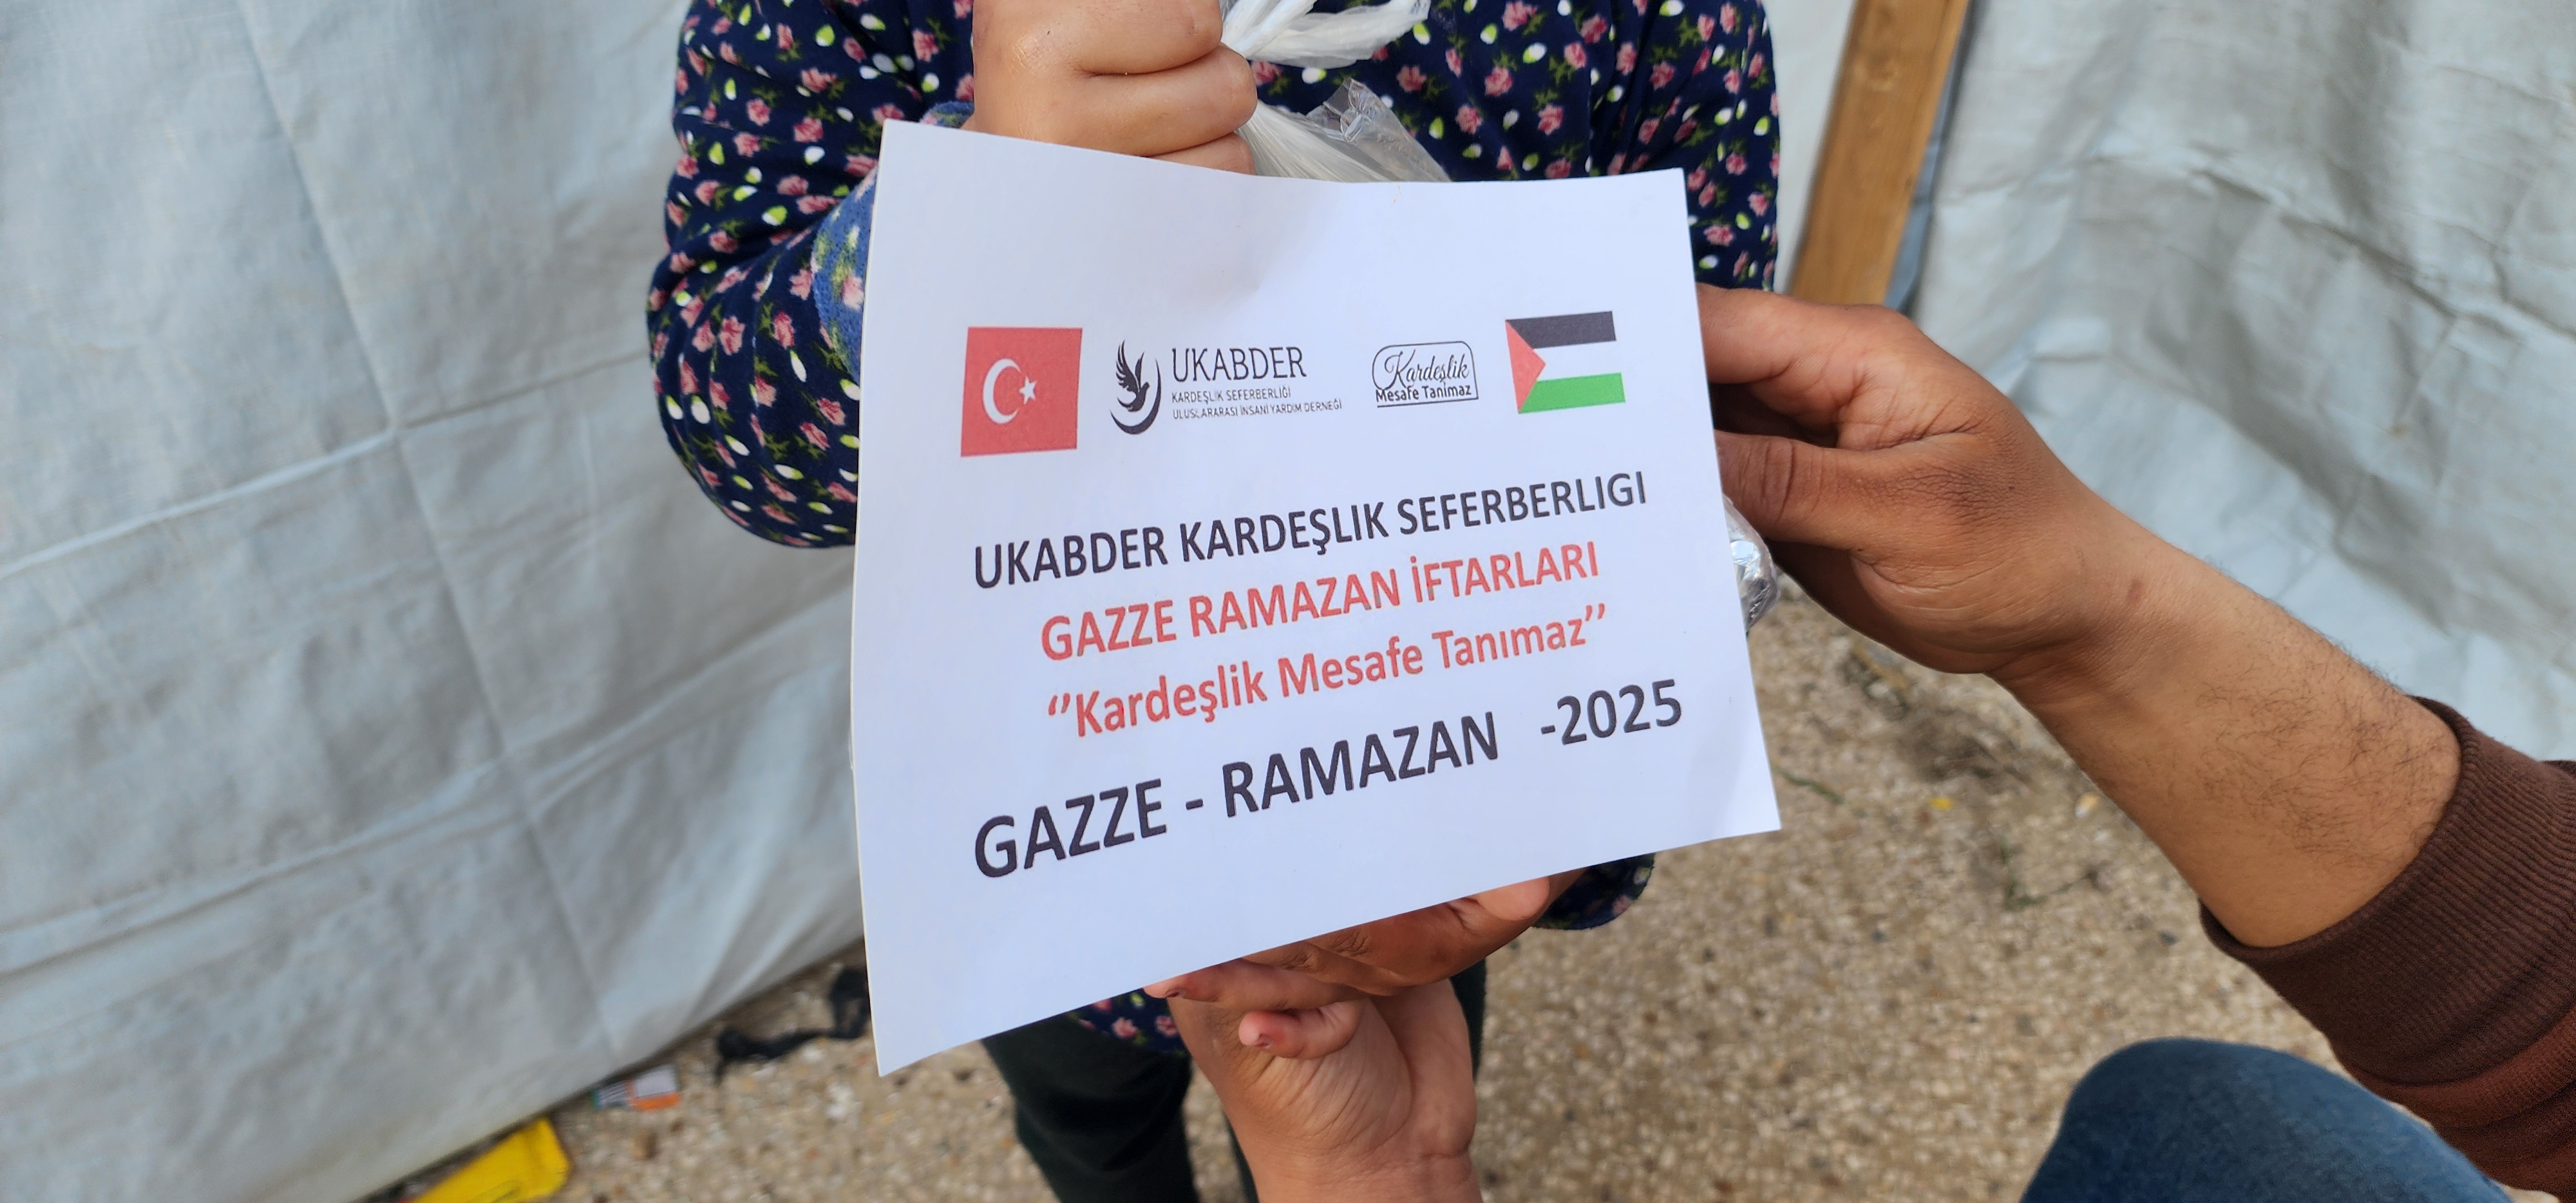 UKABDER
KARDEŞLİK SEFERBERLİĞİ
ULUSLARARASI İNSANİ YARDIM DERNEĞİ
Kardeşlik
Mesafe Tanımaz
UKABDER KARDEŞLIK SEFERBERLIGI
GAZZE RAMAZAN İFTARLARI
‘’Kardeşlik Mesafe Tanımaz’’
GAZZE - RAMAZAN -2025